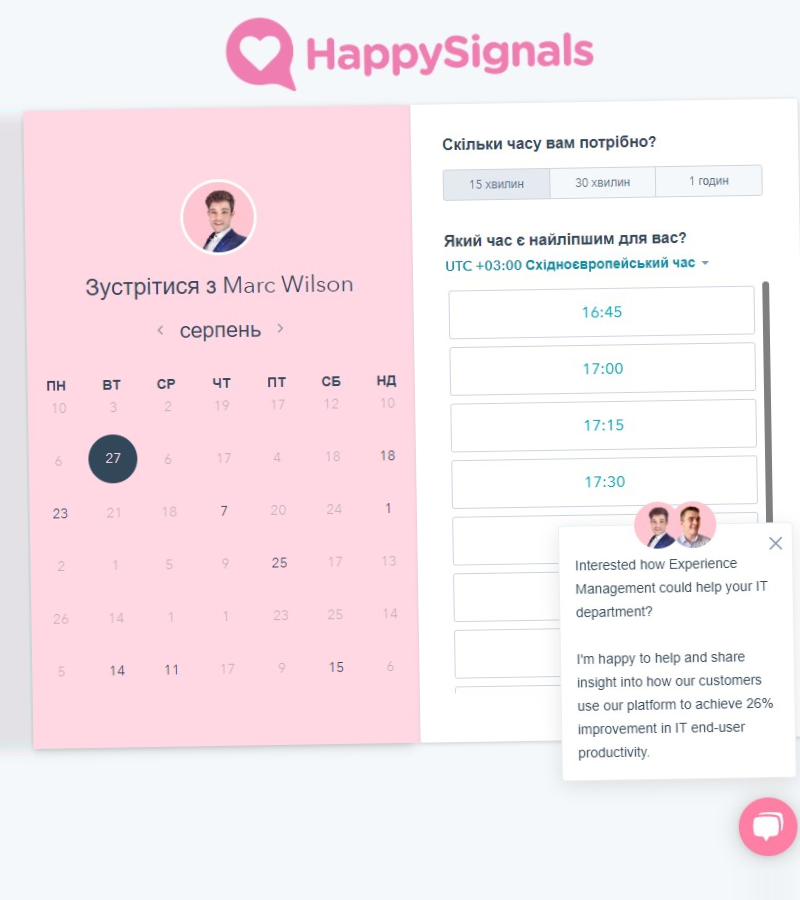 HappySignals
Зустрітися з Marc Wilson
серпень
ПН ВТ СР ЧТ ПТ СБ НД
10 3 2 19 17 12 10
6 27 6 17 4 18 18
23 21 18 7 20 24 1
2 1 5 9 25 17 13
26 14 1 1 23 25 14
5 14 11 17 9 15 6
Скільки часу вам потрібно?
15 хвилин 30 хвилин 1 годин
Який час є найліпшим для вас?
UTC +03:00 Східноєвропейський час
16:45
17:00
17:15
17:30
Interested how Experience
Management could help your IT
department?
I'm happy to help and share
insight into how our customers
use our platform to achieve 26%
improvement in IT end-user
productivity.